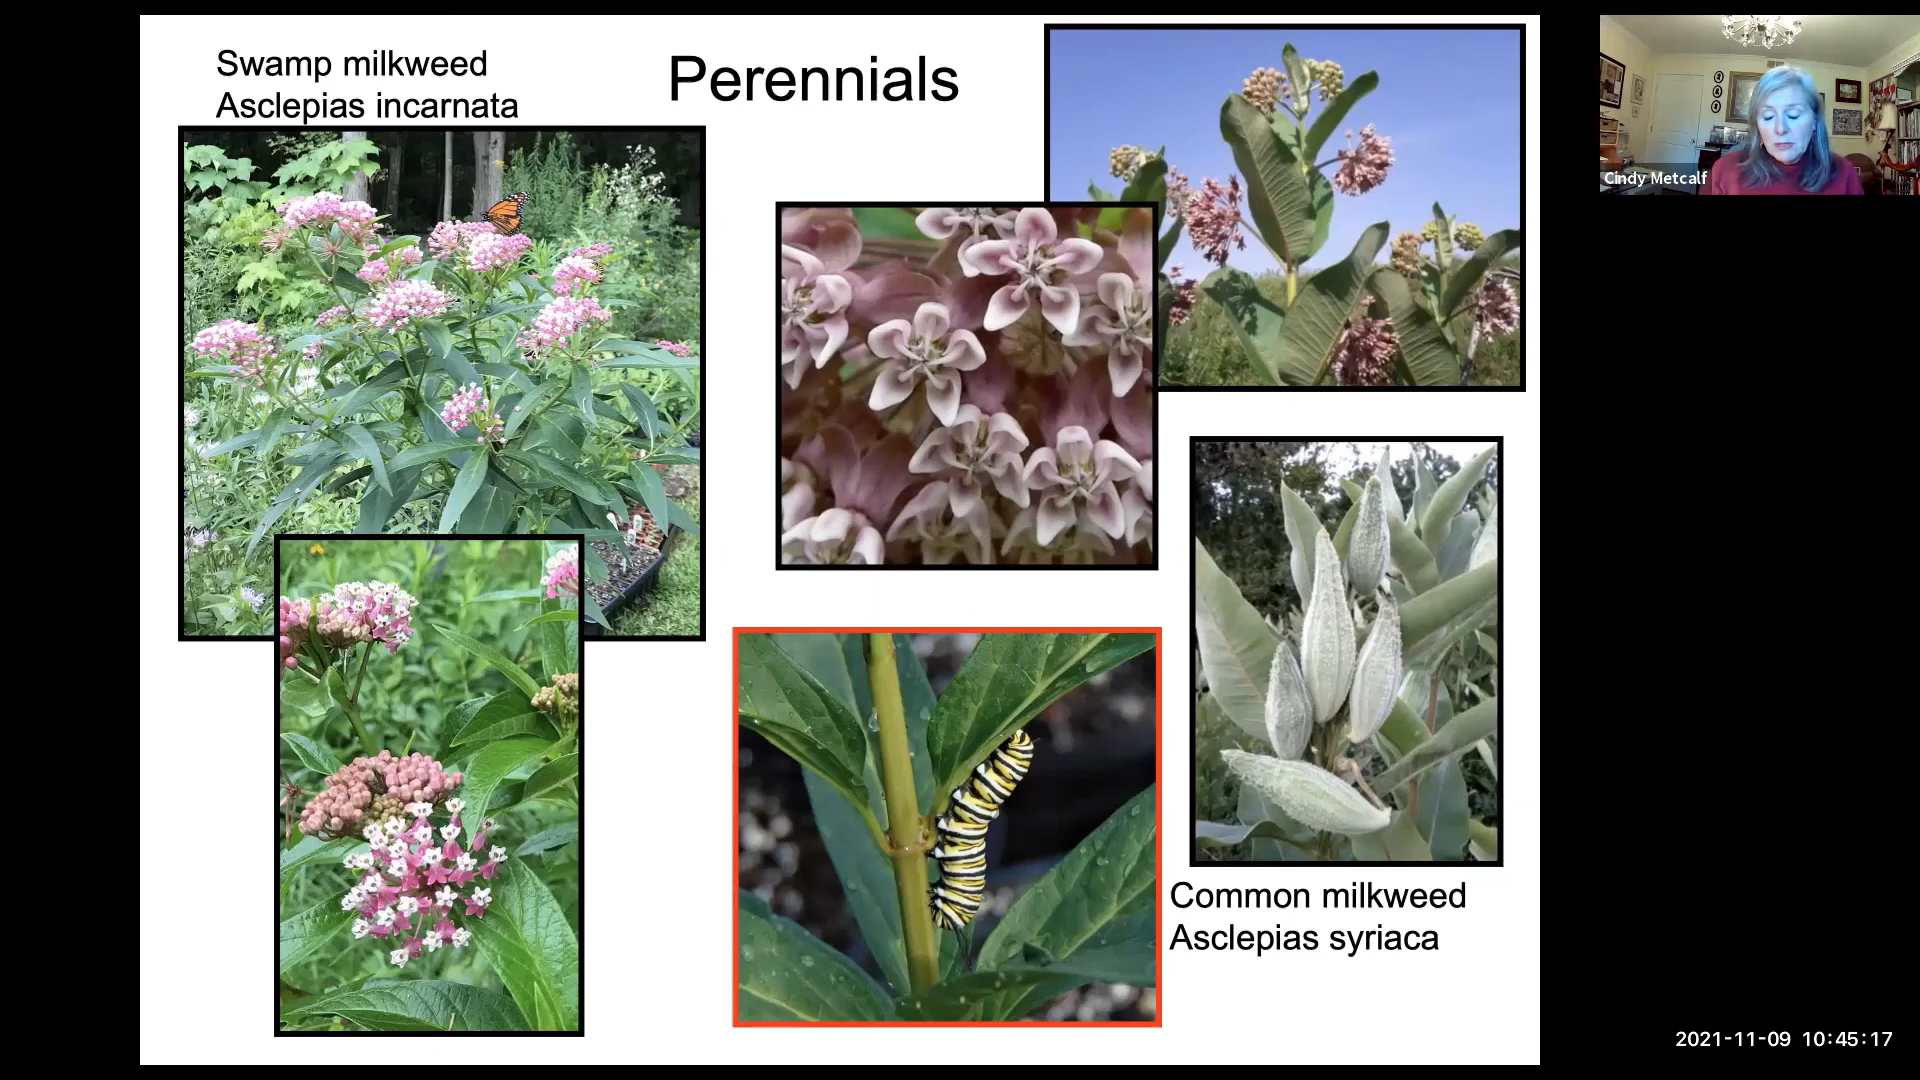 Swamp milkweed
Asclepias incarnata
Perennials
Cindy Metcalf
Common milkweed
Asclepias syriaca
2021-11-09 10:45:17